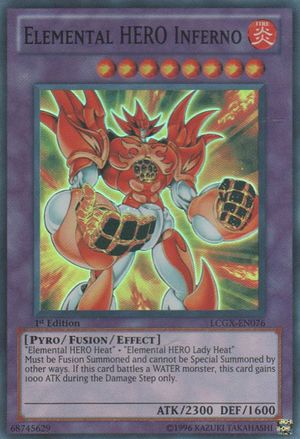 Elemental HERO Inferno
FIRE
炎
1st Edition
LCGX-EN076
[Pyro/Fusion/Effect]
"Elemental HERO Heat" + "Elemental HERO Lady Heat"
Must be Fusion Summoned and cannot be Special Summoned
by other ways. If this card battles a WATER monster, this card gains
1000 ATK during the Damage Step only.
ATK/2300 DEF/1600
68745629
©1996 KAZUKI TAKAHASHI